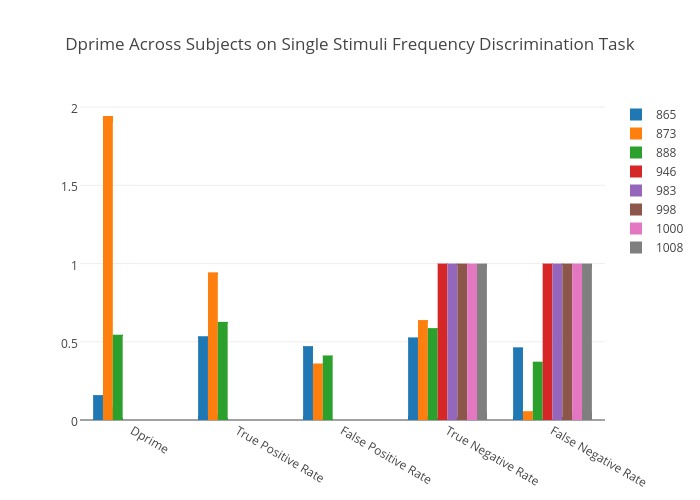 Dprime Across Subjects on Single Stimuli Frequency Discrimination Task
2
1.5
1
0.5
0
Dprime
True Positive Rate
False Positive Rate
True Negative Rate
False Negative Rate
865
873
888
946
983
998
1000
1008